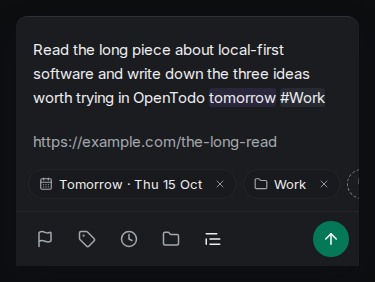 Read the long piece about local-first
software and write down the three ideas
worth trying in OpenTodo tomorrow #Work
https://example.com/the-long-read
Tomorrow · Thu 15 Oct × Work ×